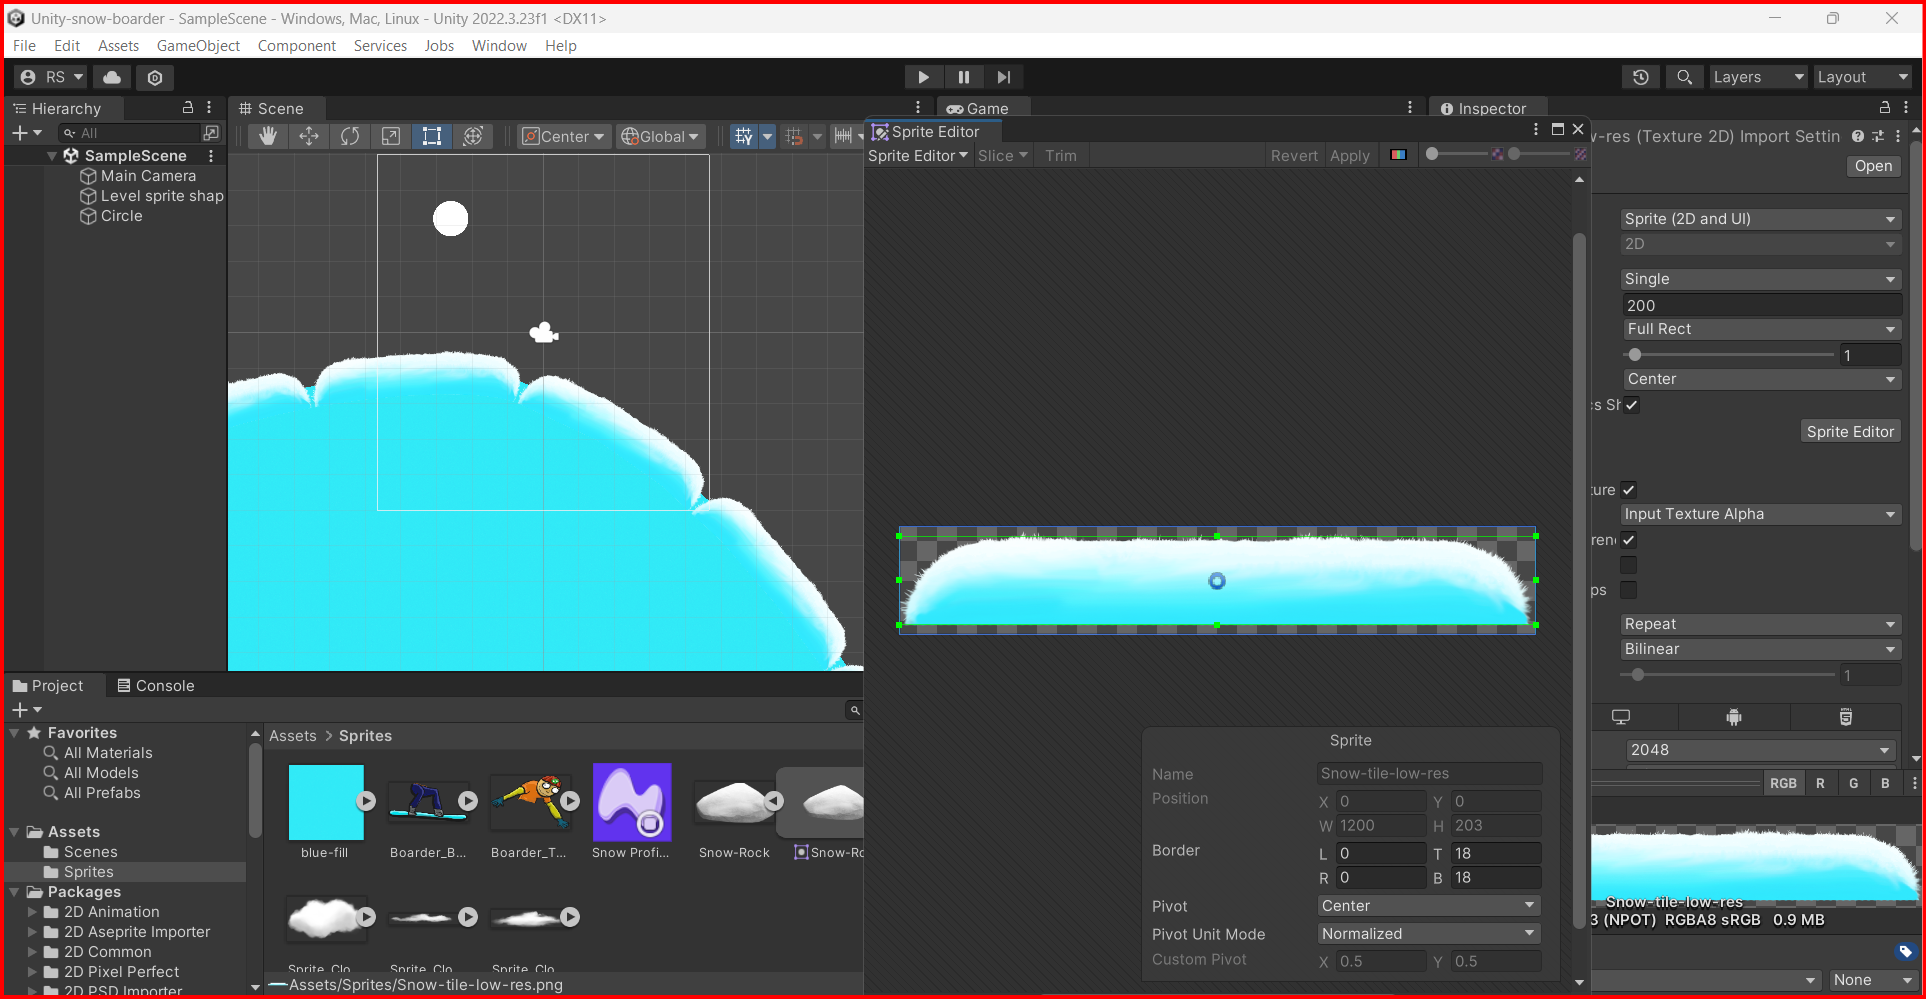 Unity-snow-boarder - SampleScene - Windows, Mac, Linux - Unity 2022.3.23f1 <DX11>
File Edit Assets GameObject Component Services Jobs Window Help
RS Layers Layout
Hierarchy Scene Game Inspector
All Center Global
Sprite Editor
Sprite Editor Slice Trim Revert Apply
v-res (Texture 2D) Import Settin
Open
SampleScene
Main Camera
Level sprite shap
Circle
Sprite (2D and UI)
2D
Single
200
Full Rect
1
Center
cs Sh
Sprite Editor
ture
Input Texture Alpha
ren
ps
Repeat
Bilinear
1
2048
RGB R G B
Snow-tile-low-res
3 (NPOT) RGBA8 sRGB 0.9 MB
None
Sprite
Name Snow-tile-low-res
Position X 0 Y 0
W 1200 H 203
Border L 0 T 18
R 0 B 18
Pivot Center
Pivot Unit Mode Normalized
Custom Pivot X 0.5 Y 0.5
Project Console
Favorites
All Materials
All Models
All Prefabs
Assets
Scenes
Sprites
Packages
2D Animation
2D Aseprite Importer
2D Common
2D Pixel Perfect
2D PSD Importer
Assets > Sprites
blue-fill Boarder_B... Boarder_T... Snow Profi... Snow-Rock Snow-Ro
Sprite_Clo Sprite_Clo Sprite_Clo
Assets/Sprites/Snow-tile-low-res.png